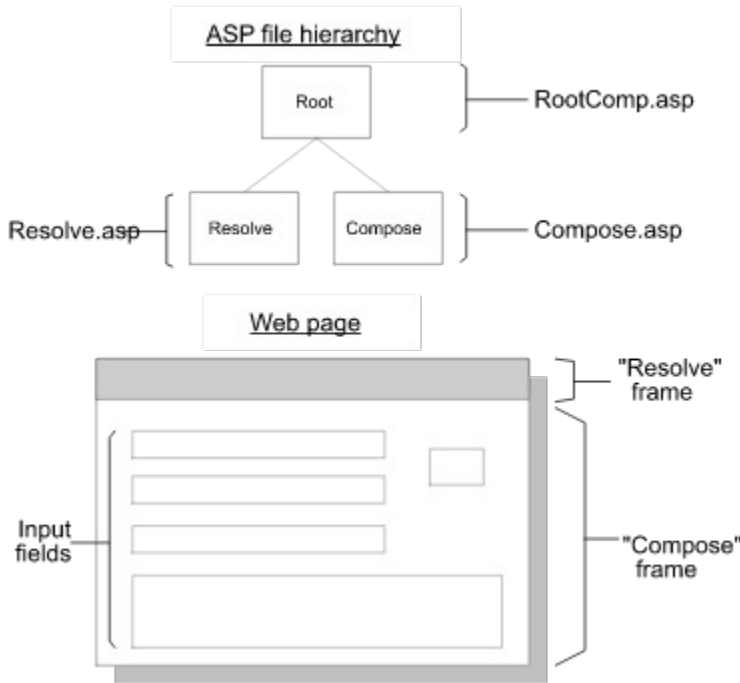 ASP file hierarchy
Root
RootComp.asp
Resolve.asp
Resolve
Compose
Compose.asp
Web page
"Resolve"
frame
Input
fields
"Compose"
frame